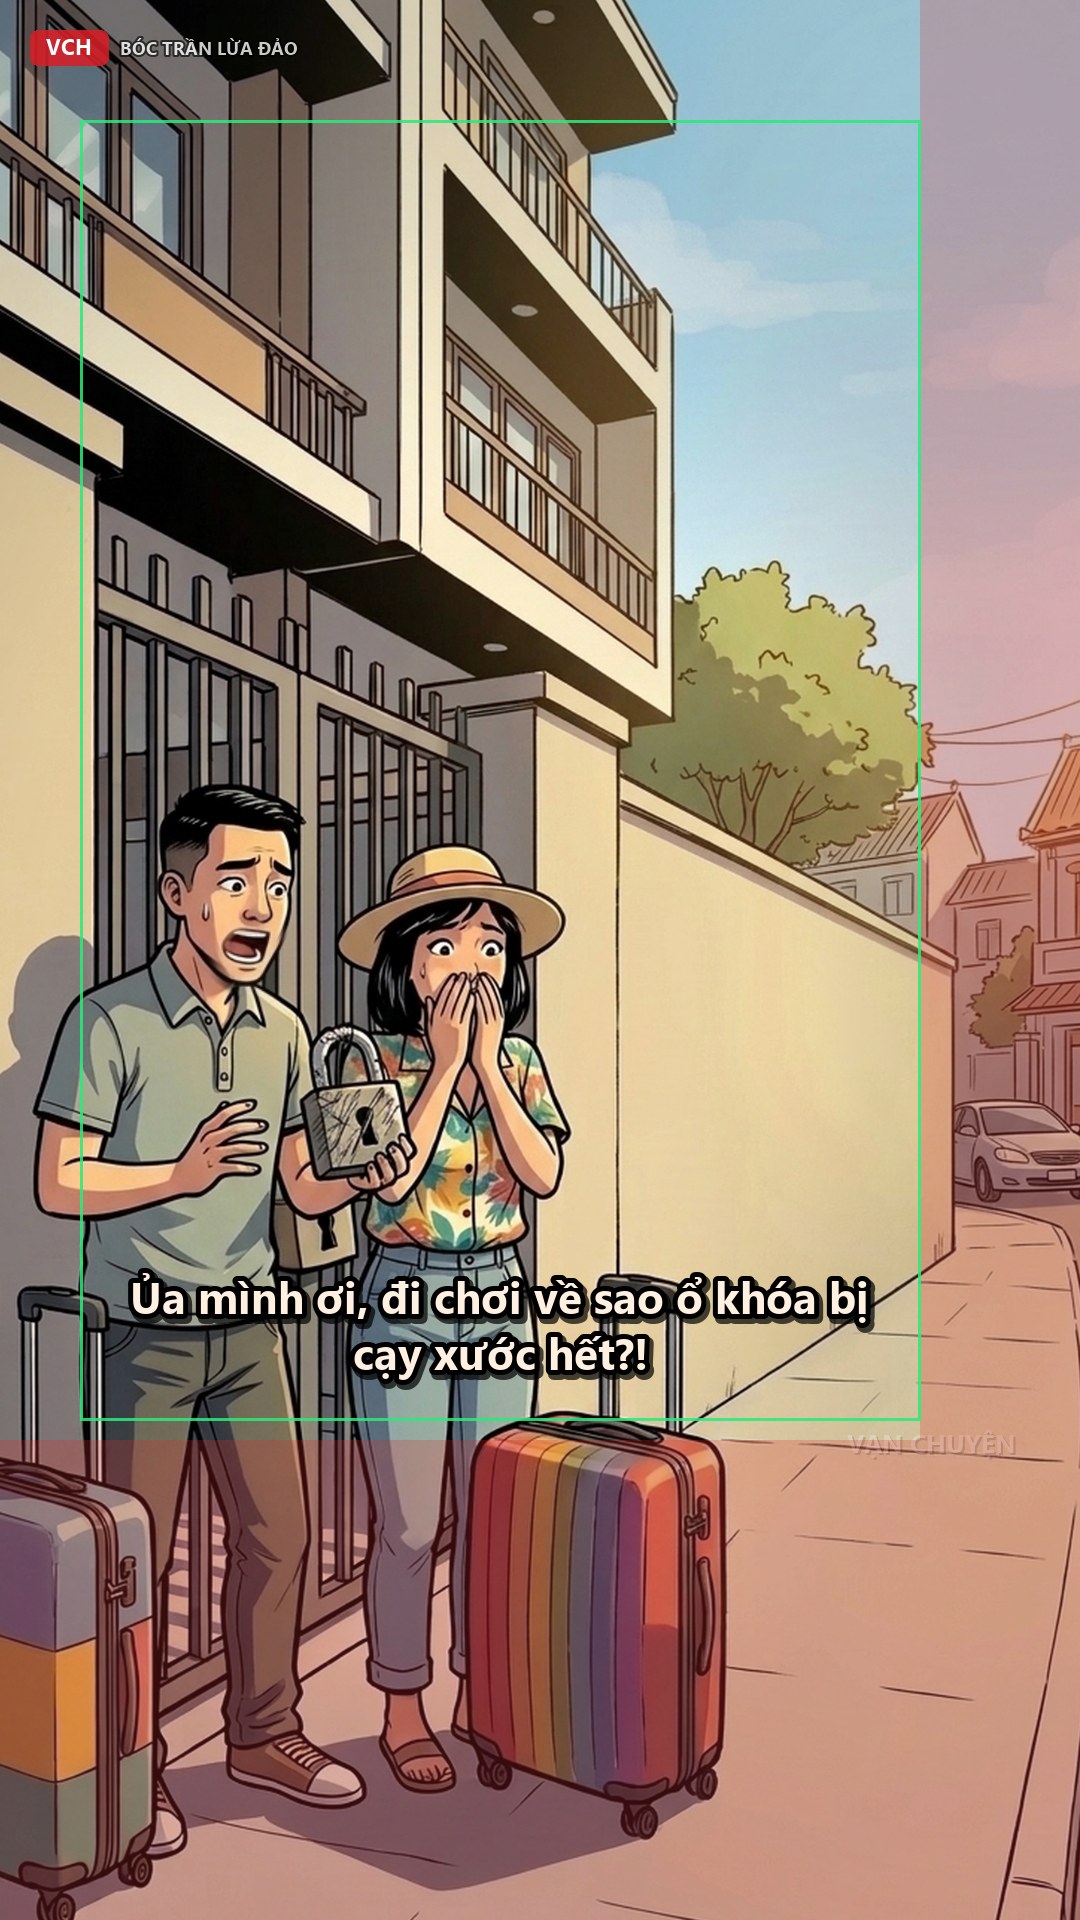 VCH BÓC TRẦN LỪA ĐẢO
Ủa mình ơi, đi chơi về sao ổ khóa bị
cạy xước hết?!
VẠN CHUYỆN